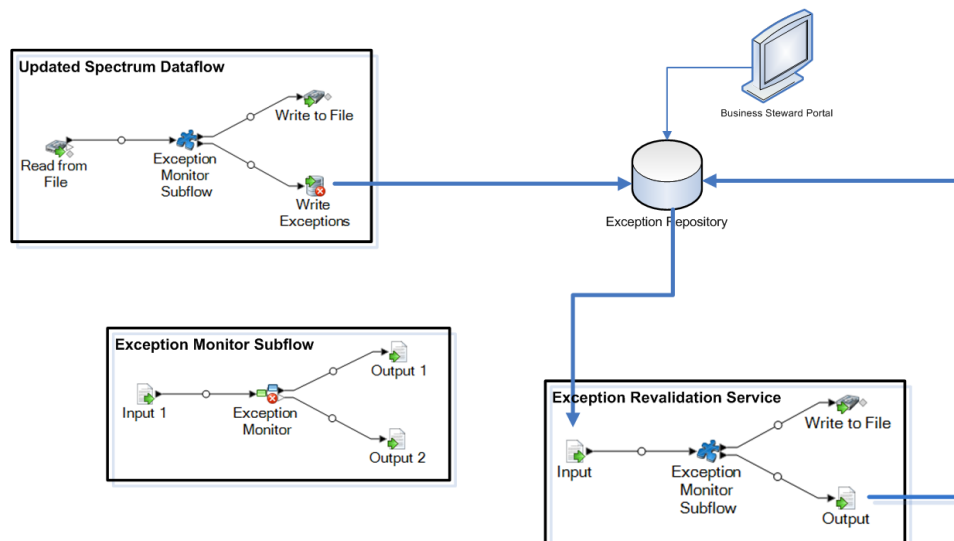 Updated Spectrum Dataflow
Write to File
Read from
File
Exception
Monitor
Subflow
Write
Exceptions
Business Steward Portal
Exception Repository
Exception Monitor Subflow
Input 1
Exception
Monitor
Output 1
Output 2
Exception Revalidation Service
Write to File
Input
Exception
Monitor
Subflow
Output